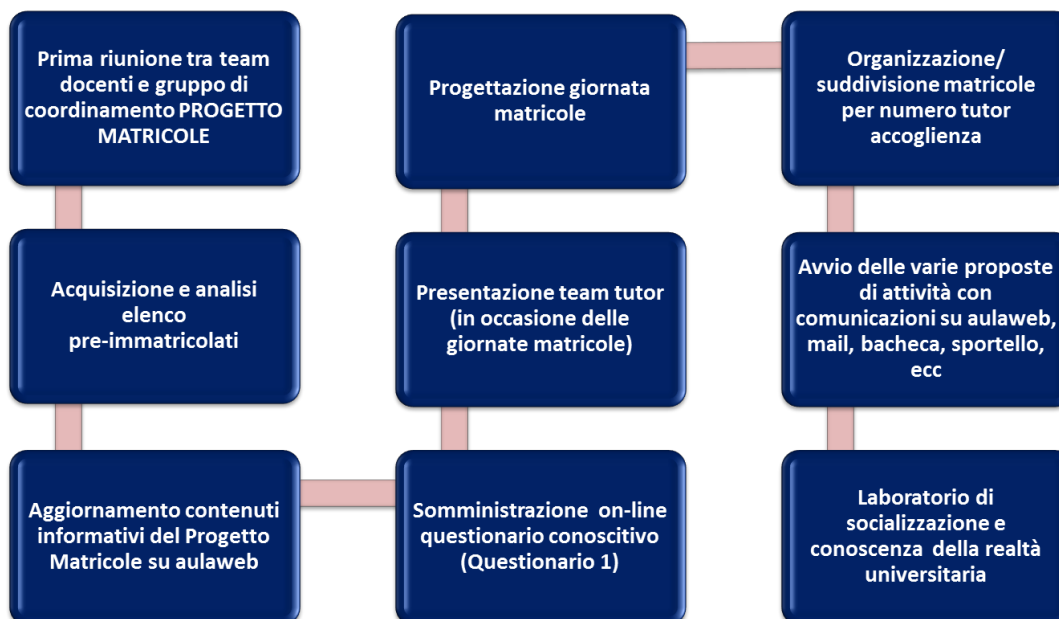 Prima riunione tra team
docenti e gruppo di
coordinamento PROGETTO
MATRICOLE
Acquisizione e analisi
elenco
pre-immatricolati
Aggiornamento contenuti
informativi del Progetto
Matricole su aulaweb
Somministrazione on-line
questionario conoscitivo
(Questionario 1)
Presentazione team tutor
(in occasione delle
giornate matricole)
Progettazione giornata
matricole
Organizzazione/
suddivisione matricole
per numero tutor
accoglienza
Avvio delle varie proposte
di attività con
comunicazioni su aulaweb,
mail, bacheca, sportello,
ecc
Laboratorio di
socializzazione e
conoscenza della realtà
universitaria